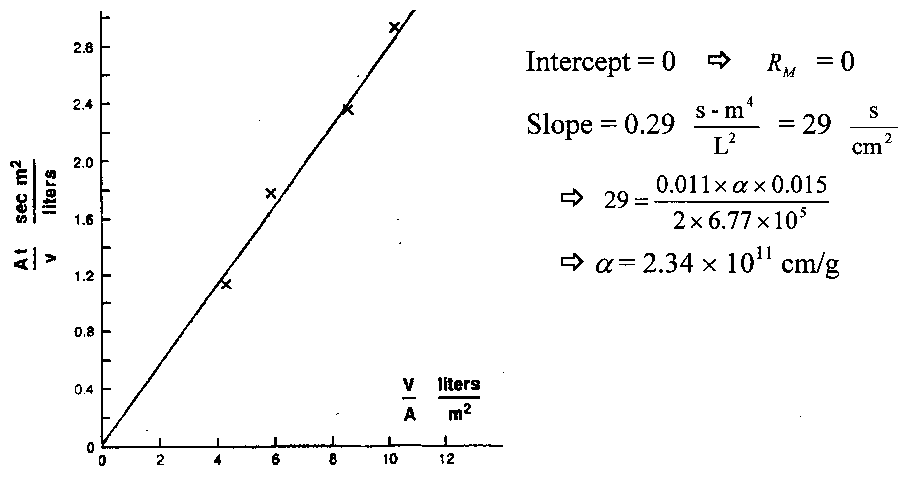 Intercept = 0 ⇨ R_M = 0
Slope = 0.29 s - m^4 / L^2 = 29 s / cm^2
⇨ 29 = 0.011 × α × 0.015 / 2 × 6.77 × 10^5
⇨ α = 2.34 × 10^11 cm/g
At / v sec m^2 / liters
2.8
2.4
2.0
1.6
1.2
0.8
0.4
0
0 2 4 6 8 10 12
V / A liters / m^2